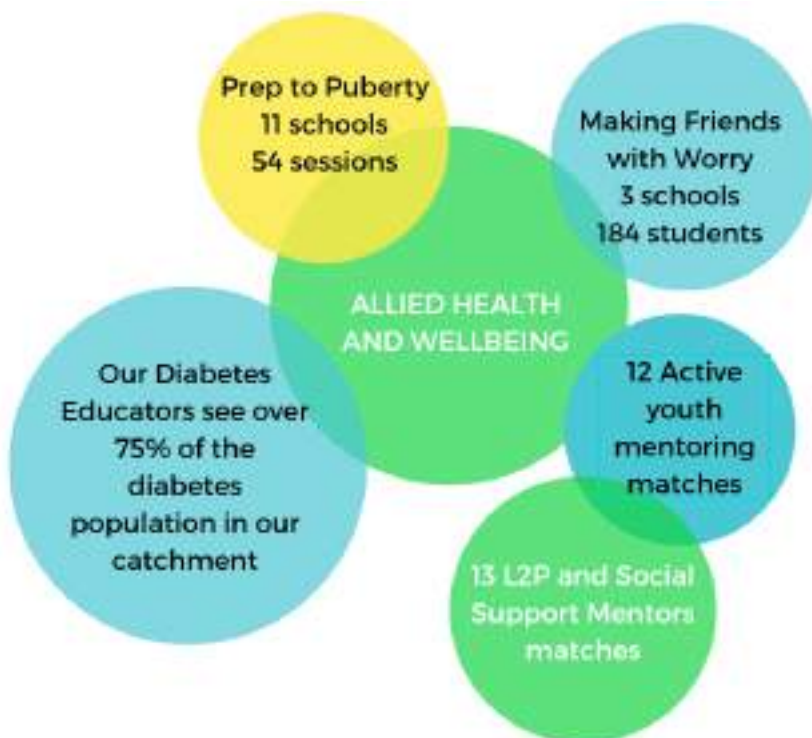 Prep to Puberty
11 schools
54 sessions
Making Friends
with Worry
3 schools
184 students
ALLIED HEALTH
AND WELLBEING
Our Diabetes
Educators see over
75% of the
diabetes
population in our
catchment
12 Active
youth
mentoring
matches
13 L2P and Social
Support Mentors
matches